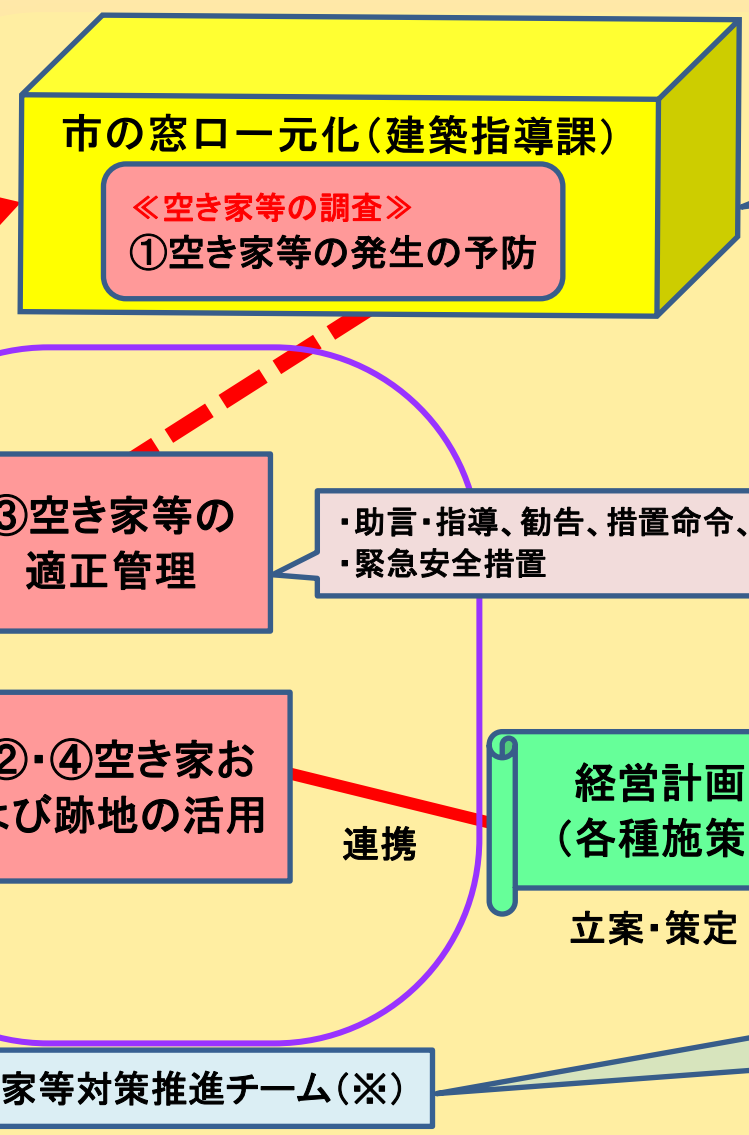 市の窓口一元化（建築指導課）
≪空き家等の調査≫
①空き家等の発生の予防
③空き家等の
適正管理
・助言・指導、勧告、措置命令、
・緊急安全措置
②・④空き家お
よび跡地の活用
連携
経営計画
（各種施策
立案・策定
家等対策推進チーム（※）